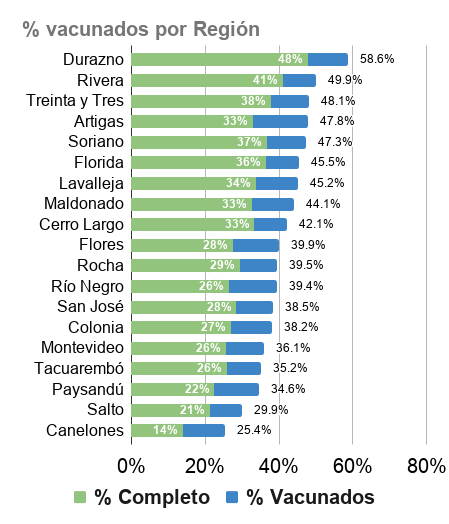 % vacunados por Región
Durazno 48% 58.6%
Rivera 41% 49.9%
Treinta y Tres 38% 48.1%
Artigas 33% 47.8%
Soriano 37% 47.3%
Florida 36% 45.5%
Lavalleja 34% 45.2%
Maldonado 33% 44.1%
Cerro Largo 33% 42.1%
Flores 28% 39.9%
Rocha 29% 39.5%
Río Negro 26% 39.4%
San José 28% 38.5%
Colonia 27% 38.2%
Montevideo 26% 36.1%
Tacuarembó 26% 35.2%
Paysandú 22% 34.6%
Salto 21% 29.9%
Canelones 14% 25.4%
0% 20% 40% 60% 80%
% Completo % Vacunados